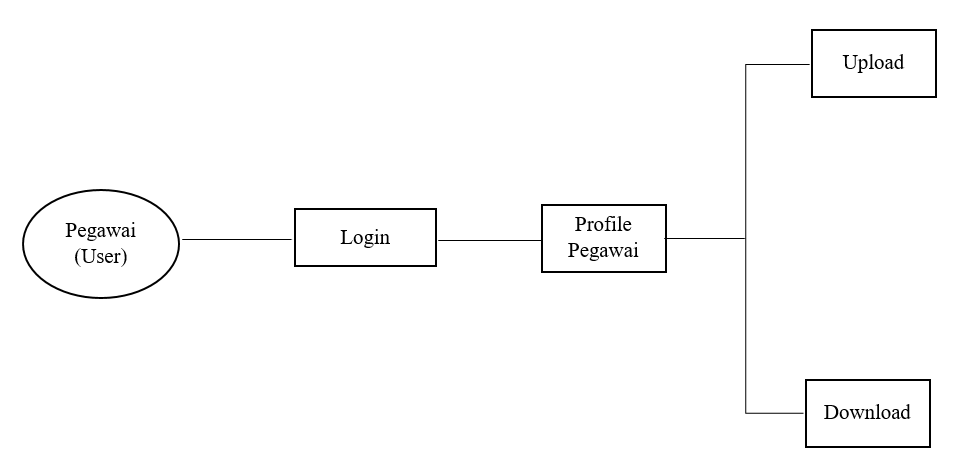 Pegawai
(User)
Login
Profile
Pegawai
Upload
Download